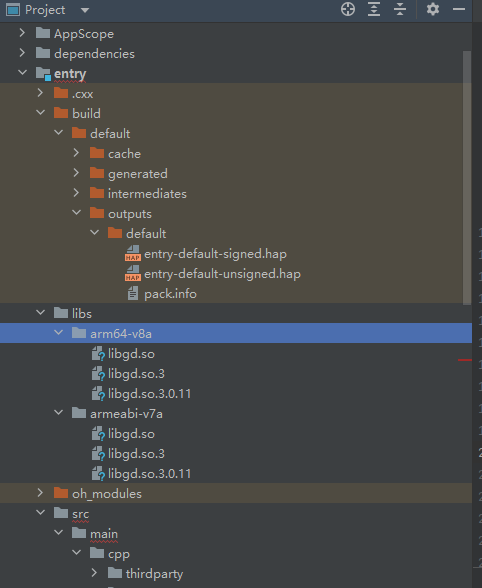 Project
AppScope
dependencies
entry
.cxx
build
default
cache
generated
intermediates
outputs
default
entry-default-signed.hap
entry-default-unsigned.hap
pack.info
libs
arm64-v8a
libgd.so
libgd.so.3
libgd.so.3.0.11
armeabi-v7a
libgd.so
libgd.so.3
libgd.so.3.0.11
oh_modules
src
main
cpp
thirdparty